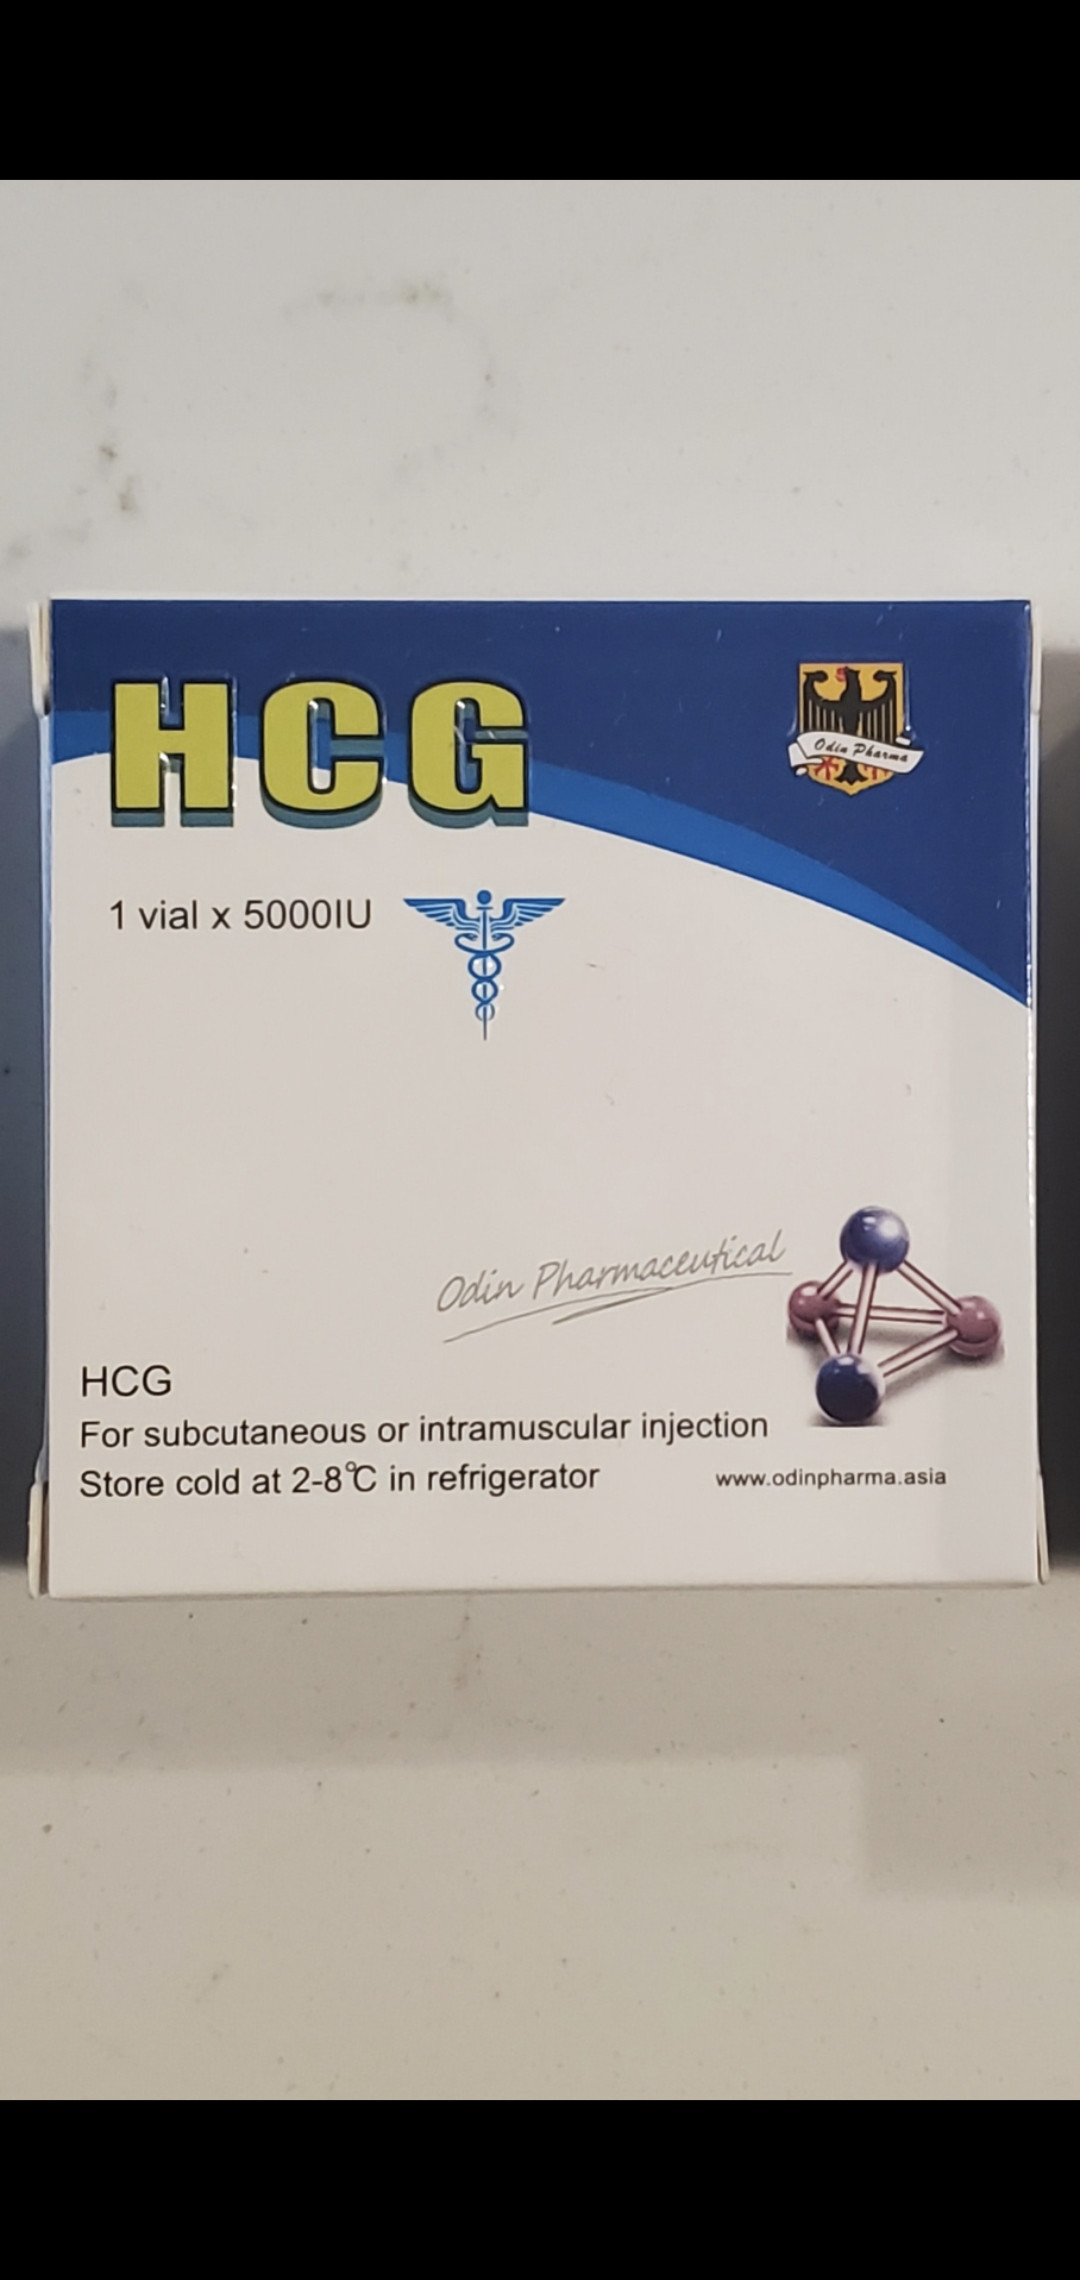 HCG
Odin Pharma
1 vial x 5000IU
Odin Pharmaceutical
HCG
For subcutaneous or intramuscular injection
Store cold at 2-8℃ in refrigerator
www.odinpharma.asia